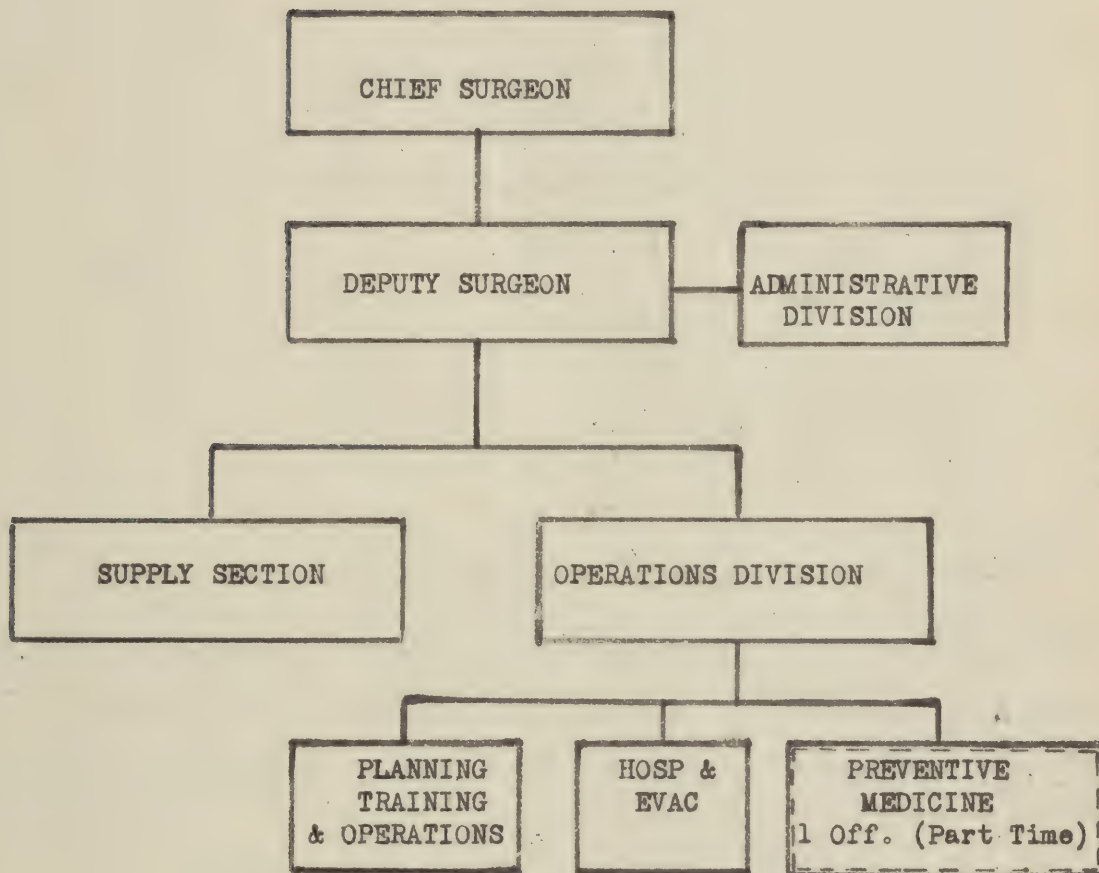 CHIEF SURGEON
DEPUTY SURGEON
ADMINISTRATIVE
DIVISION
SUPPLY SECTION
OPERATIONS DIVISION
PLANNING
TRAINING
& OPERATIONS
HOSP &
EVAC
PREVENTIVE
MEDICINE
1 Off. (Part Time)